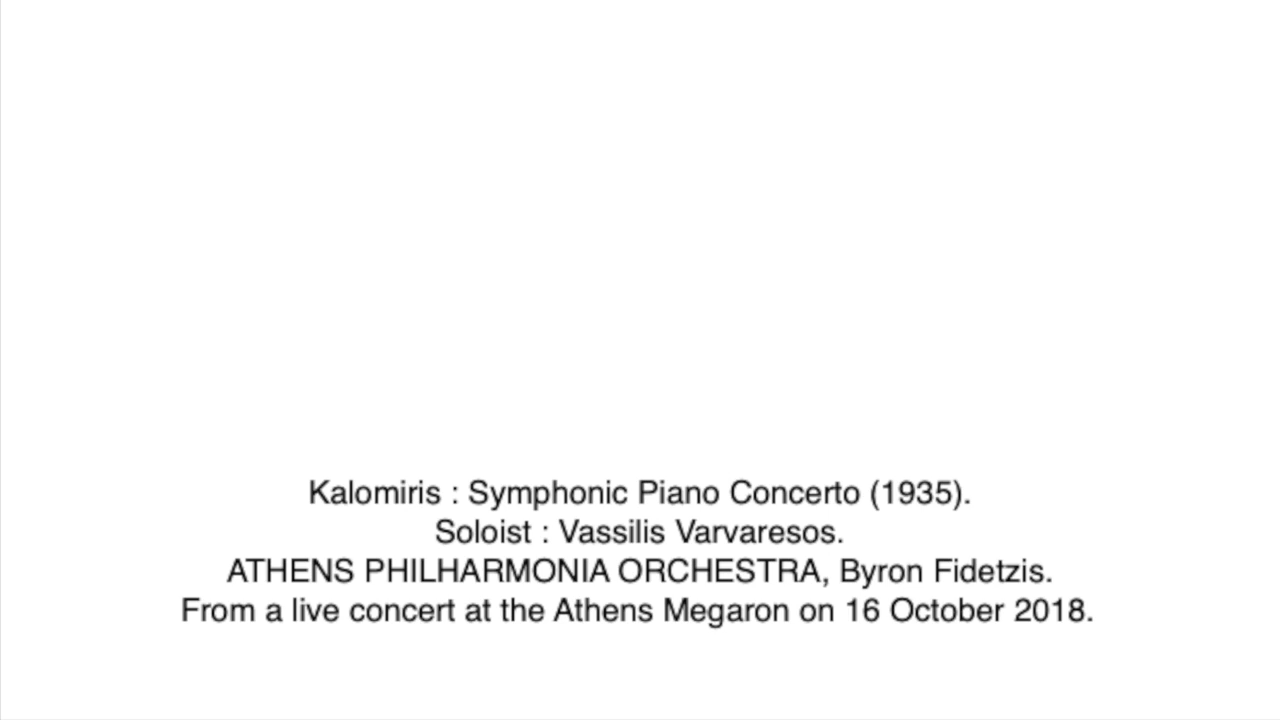 Kalomiris : Symphonic Piano Concerto (1935).
Soloist : Vassilis Varvaresos.
ATHENS PHILHARMONIA ORCHESTRA, Byron Fidetzis.
From a live concert at the Athens Megaron on 16 October 2018.